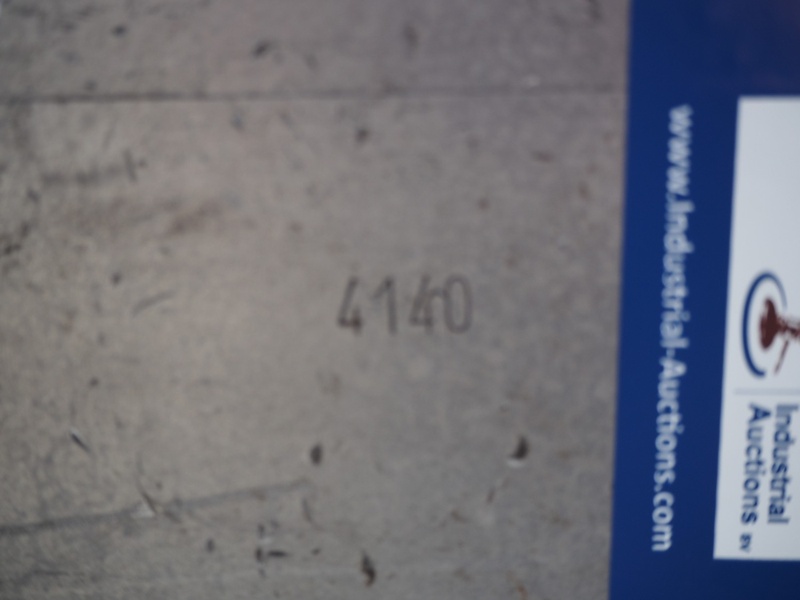 4140
www.Industrial-Auctions.com
Industrial
Auctions BV